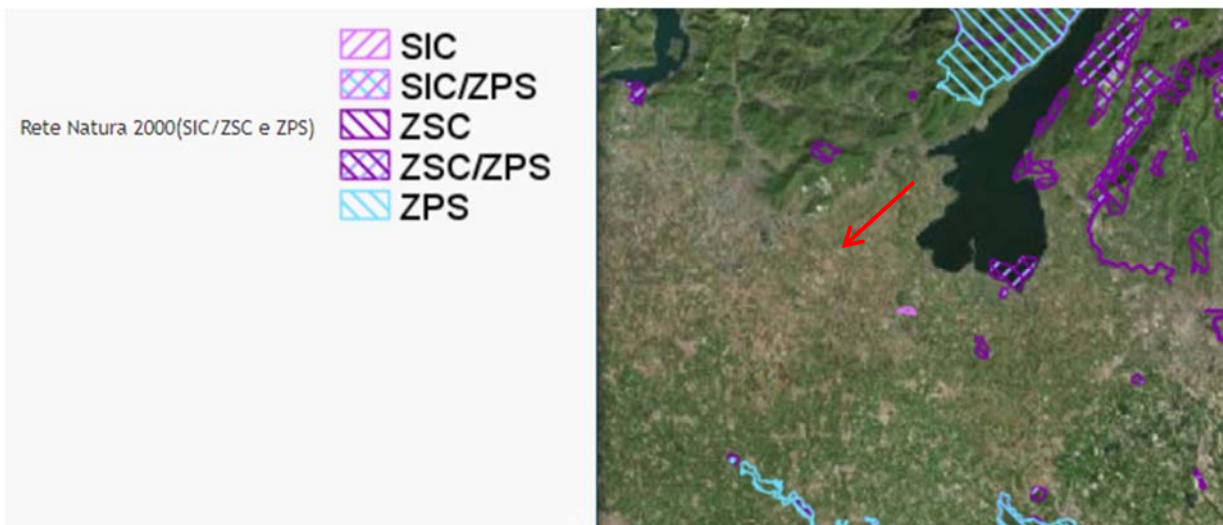 Rete Natura 2000(SIC/ZSC e ZPS)
SIC
SIC/ZPS
ZSC
ZSC/ZPS
ZPS